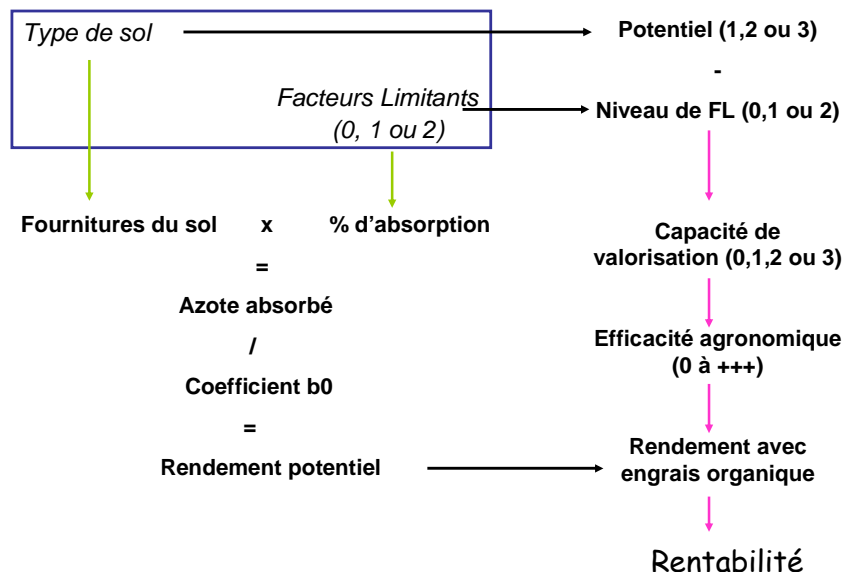 Type de sol
Potentiel (1,2 ou 3)
-
Facteurs Limitants
(0, 1 ou 2)
Niveau de FL (0,1 ou 2)
Fournitures du sol x % d'absorption
=
Azote absorbé
/
Coefficient b0
=
Rendement potentiel
Capacité de
valorisation (0,1,2 ou 3)
Efficacité agronomique
(0 à +++)
Rendement avec
engrais organique
Rentabilité